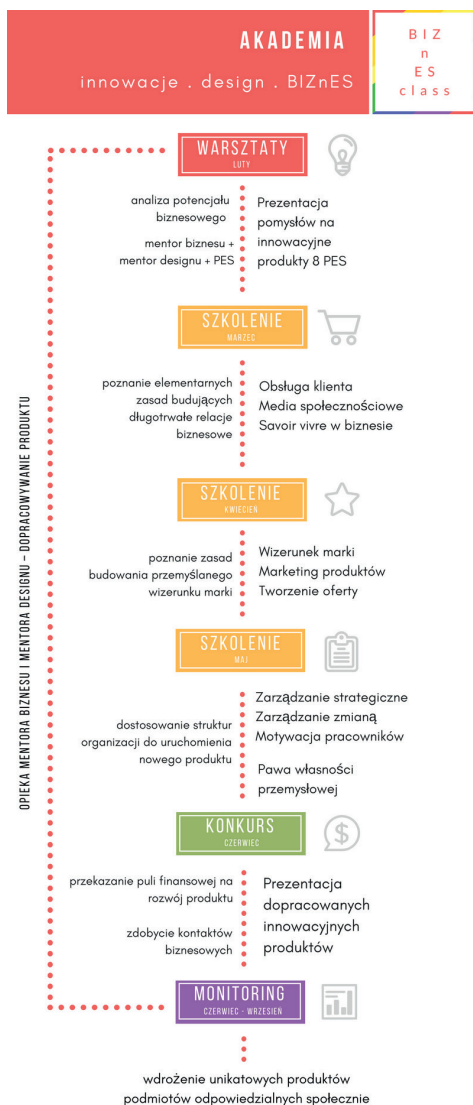 AKADEMIA
innowacje . design . BIZnES
BIZ
n
ES
class
WARSZTATY
LUTY
analiza potencjału
biznesowego
mentor biznesu +
mentor designu + PES
Prezentacja
pomysłów na
innowacyjne
produkty 8 PES
SZKOLENIE
MARZEC
poznanie elementarnych
zasad budujących
długotrwałe relacje
biznesowe
Obsługa klienta
Media społecznościowe
Savoir vivre w biznesie
SZKOLENIE
KWIECIEŃ
poznanie zasad
budowania przemyślanego
wizerunku marki
Wizerunek marki
Marketing produktów
Tworzenie oferty
SZKOLENIE
MAJ
dostosowanie struktur
organizacji do uruchomienia
nowego produktu
Zarządzanie strategiczne
Zarządzanie zmianą
Motywacja pracowników
Pawa własności
przemysłowej
KONKURS
CZERWIEC
przekazanie puli finansowej na
rozwój produktu
zdobycie kontaktów
biznesowych
Prezentacja
dopracowanych
innowacyjnych
produktów
MONITORING
CZERWIEC - WRZESIEŃ
wdrożenie unikatowych produktów
podmiotów odpowiedzialnych społecznie
OPIEKA MENTORA BIZNESU I MENTORA DESIGNU – DOPRACOWYWANIE PRODUKTU